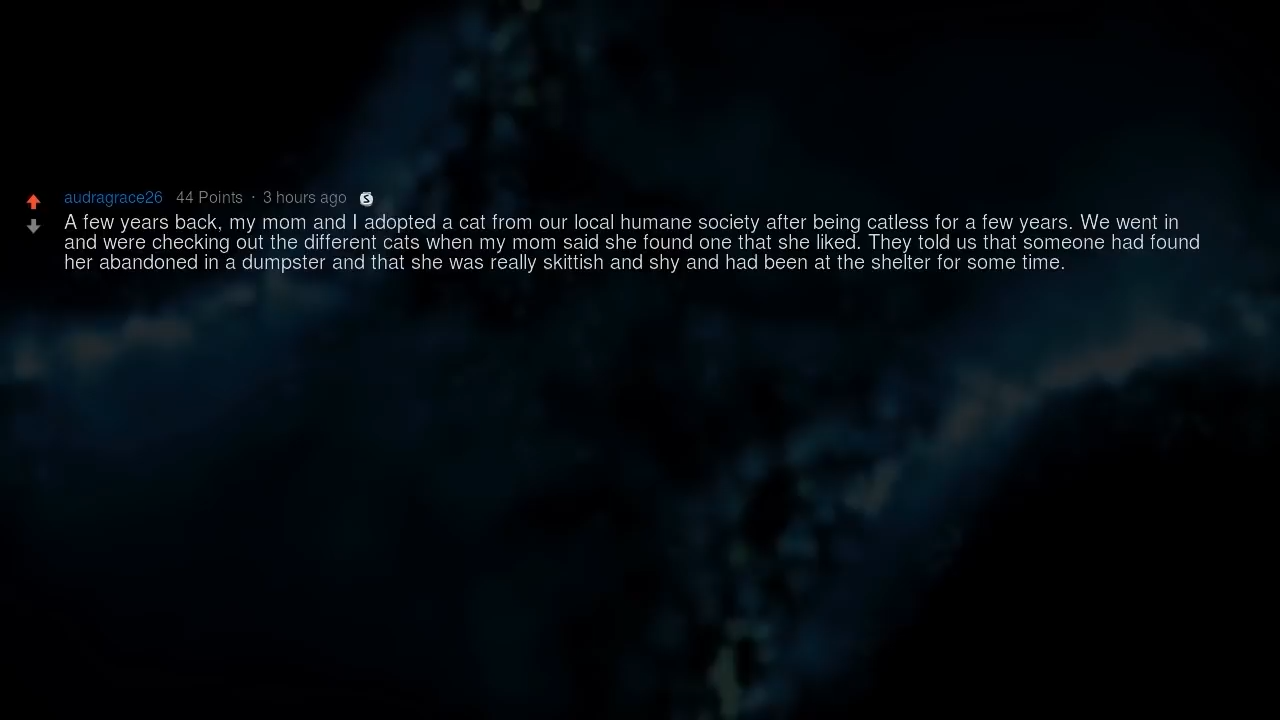 audragrace26 44 Points · 3 hours ago S
A few years back, my mom and I adopted a cat from our local humane society after being catless for a few years. We went in
and were checking out the different cats when my mom said she found one that she liked. They told us that someone had found
her abandoned in a dumpster and that she was really skittish and shy and had been at the shelter for some time.